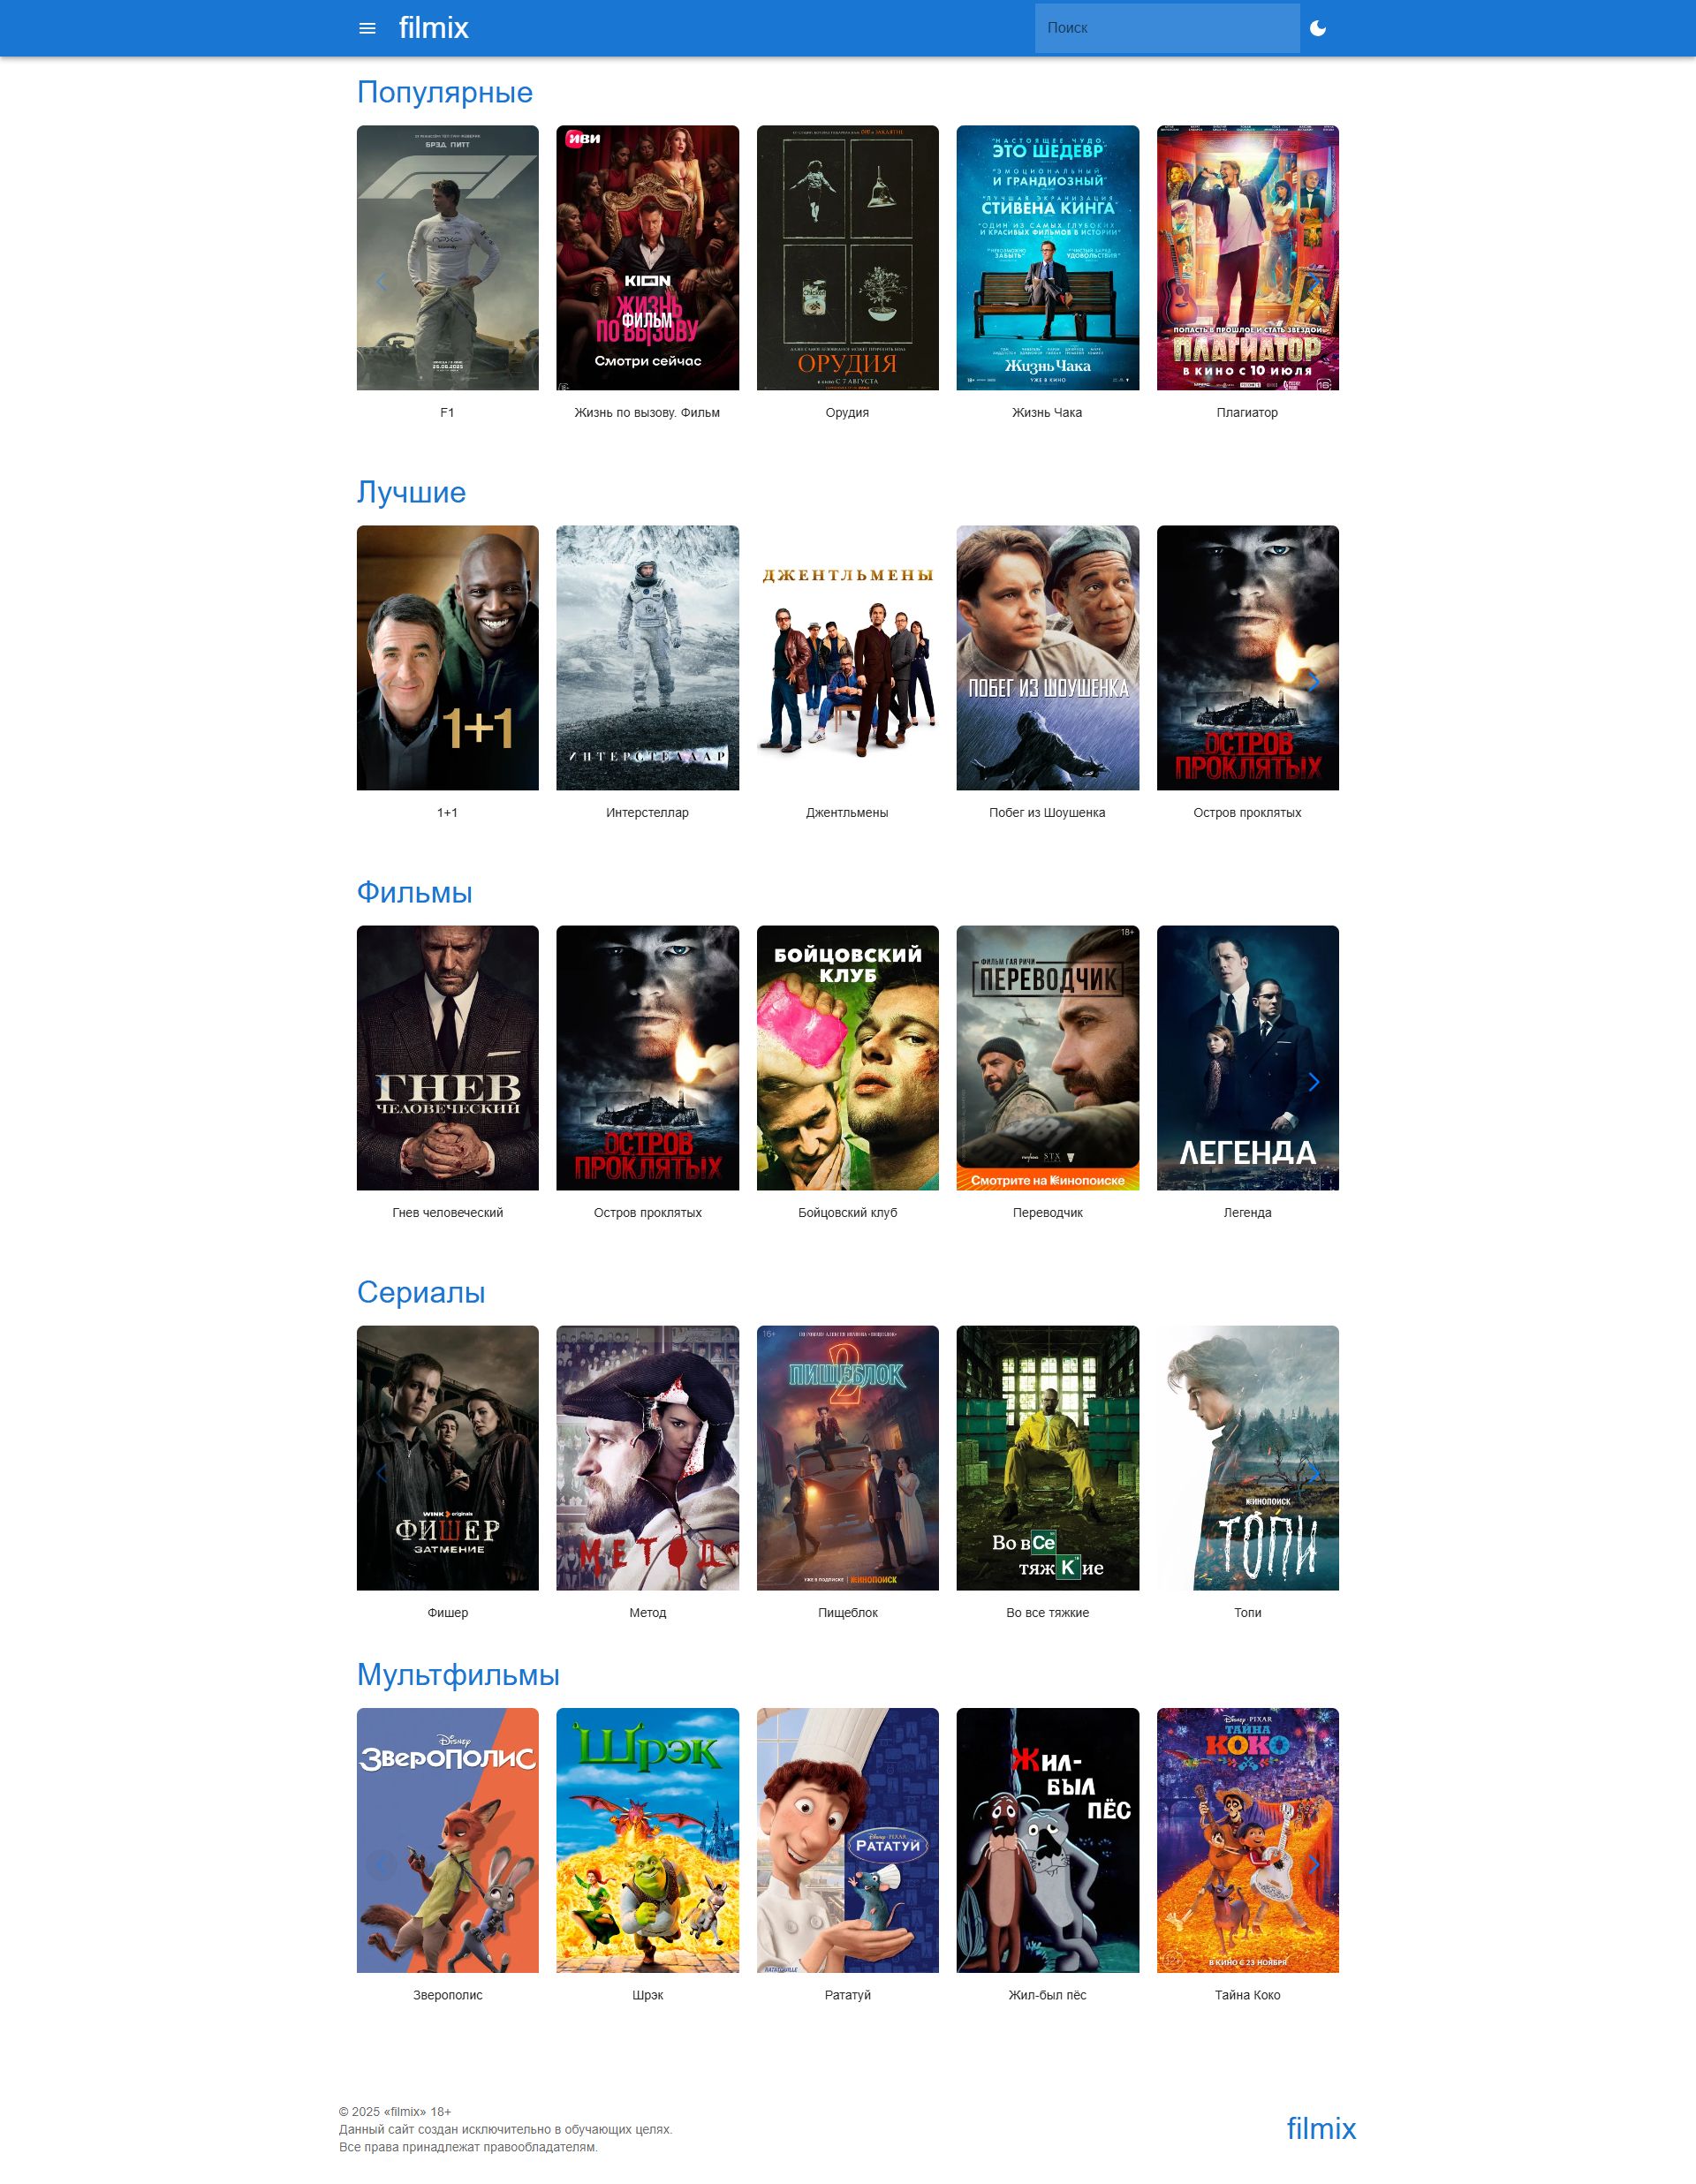 filmix
Поиск
Популярные
БРЭД ПИТТ
F1
иви
KION
ЖИЗНЬ
ПО ВЫЗОВУ
ФИЛЬМ
Смотри сейчас
ОРУДИЯ
В КИНО С 7 АВГУСТА
"НАСТОЯЩЕЕ ЧУДО,
ЭТО ШЕДЕВР"
"ЭМОЦИОНАЛЬНЫЙ
И ГРАНДИОЗНЫЙ"
"ЛУЧШАЯ ЭКРАНИЗАЦИЯ
СТИВЕНА КИНГА"
"ОДИН ИЗ САМЫХ ГЛУБОКИХ
И КРАСИВЫХ ФИЛЬМОВ В ИСТОРИИ"
Жизнь Чака
УЖЕ В КИНО
ПОПАСТЬ В ПРОШЛОЕ И СТАТЬ ЗВЕЗДОЙ
ПЛАГИАТОР
В КИНО С 10 ИЮЛЯ
F1
Жизнь по вызову. Фильм
Орудия
Жизнь Чака
Плагиатор
Лучшие
1+1
ИНТЕРСТЕЛЛАР
ДЖЕНТЛЬМЕНЫ
ПОБЕГ ИЗ ШОУШЕНКА
ОСТРОВ
ПРОКЛЯТЫХ
1+1
Интерстеллар
Джентльмены
Побег из Шоушенка
Остров проклятых
Фильмы
ГНЕВ
ЧЕЛОВЕЧЕСКИЙ
ОСТРОВ
ПРОКЛЯТЫХ
БОЙЦОВСКИЙ
КЛУБ
18+
ФИЛЬМ ГАЯ РИЧИ
ПЕРЕВОДЧИК
STX
Смотрите на Кинопоиске
ЛЕГЕНДА
Гнев человеческий
Остров проклятых
Бойцовский клуб
Переводчик
Легенда
Сериалы
WINK originals
ФИШЕР
ЗАТМЕНИЕ
МЕТОД
16+
ПИЩЕБЛОК
2
КИНОПОИСК
Во все
тяжкие
КИНОПОИСК
ТОПИ
Фишер
Метод
Пищеблок
Во все тяжкие
Топи
Мультфильмы
Disney
ЗВЕРОПОЛИС
Шрэк
Disney · PIXAR
РАТАТУЙ
RATATOUILLE
ЖИЛ-
БЫЛ
ПЁС
Disney · PIXAR
ТАЙНА
КОКО
В КИНО С 23 НОЯБРЯ
Зверополис
Шрэк
Рататуй
Жил-был пёс
Тайна Коко
© 2025 «filmix» 18+
Данный сайт создан исключительно в обучающих целях.
Все права принадлежат правообладателям.
filmix